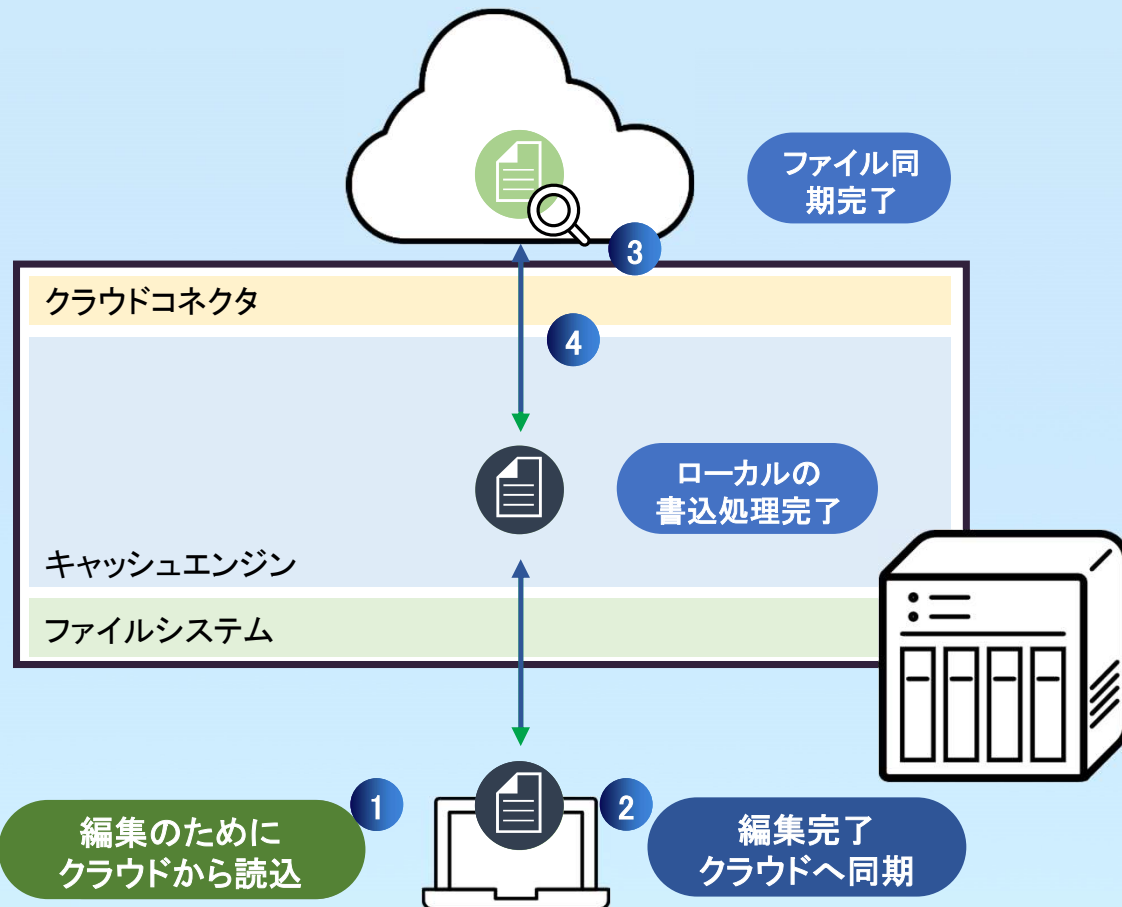 ファイル同
期完了
3
クラウドコネクタ
4
ローカルの
書込処理完了
キャッシュエンジン
ファイルシステム
1
2
編集のために
クラウドから読込
編集完了
クラウドへ同期